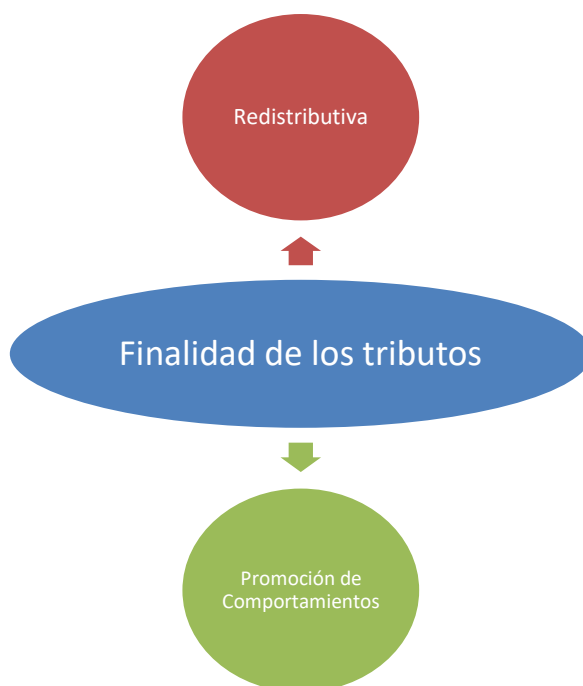 Redistributiva
Finalidad de los tributos
Promoción de
Comportamientos